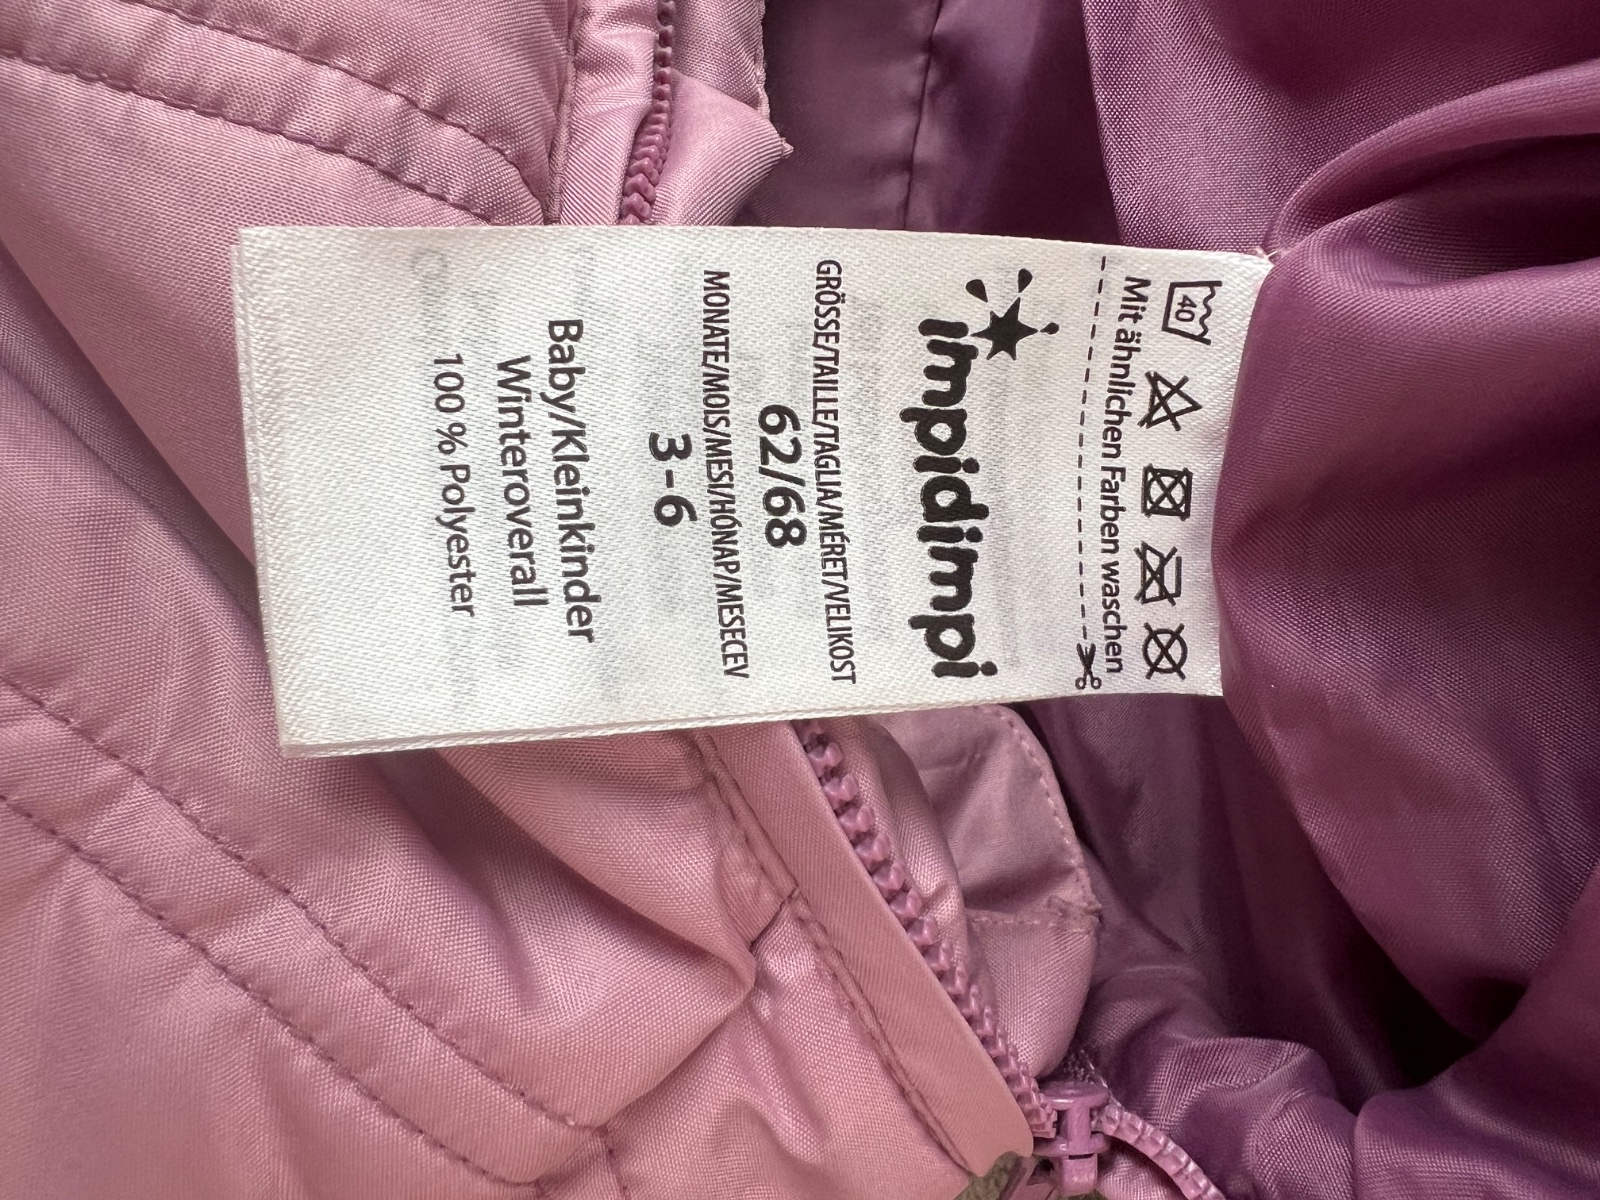 40
Mit ähnlichen Farben waschen
impidimpi
GRÖSSE/TAILLE/TAGLIA/MÉRET/VELIKOST
62/68
MONATE/MOIS/MESI/HÓNAP/MESECEV
3-6
Baby/Kleinkinder
Winteroverall
100 % Polyester